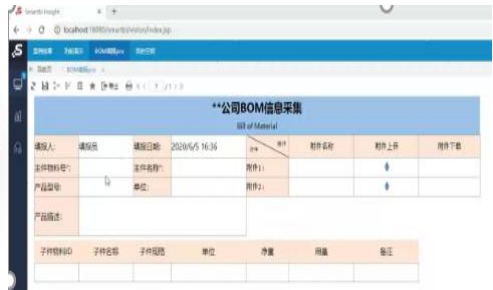 Smartbi Insight
localhost:18080/smartbi/vision/index.jsp
**公司BOM信息采集
Bill of Material
填报人: 填报员 填报日期: 2020/6/5 16:36 附件名称 附件上传 附件下载
主件物料号*: 主件名称*: 附件1:
产品型号: 单位: 附件2:
产品描述:
子件物料ID 子件名称 子件规格 单位 净量 用量 备注